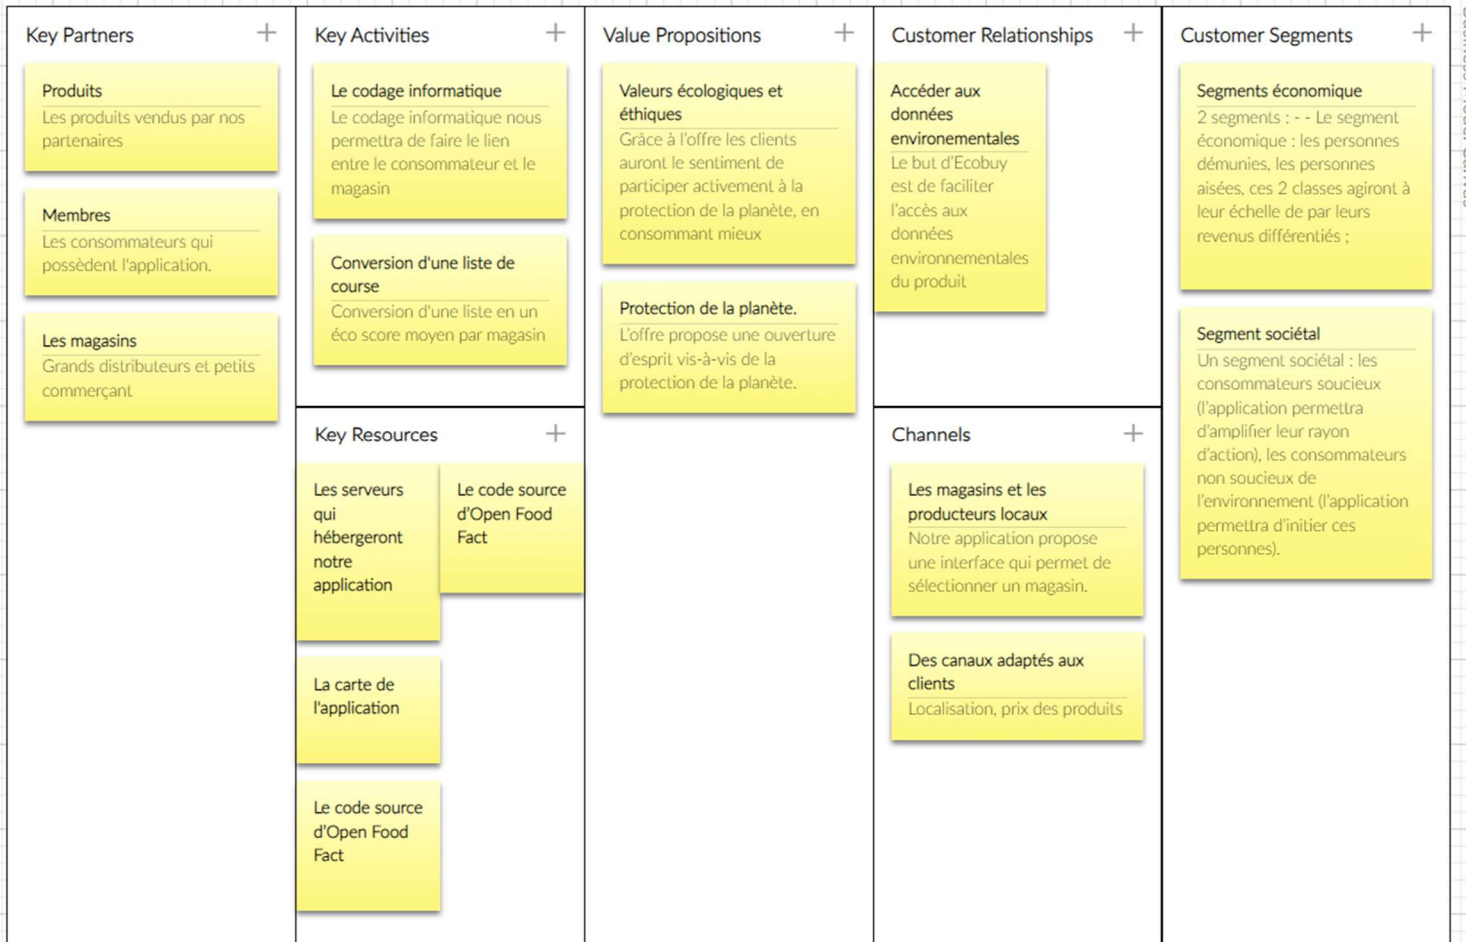 Key Partners
Produits
Les produits vendus par nos
partenaires
Membres
Les consommateurs qui
possèdent l'application.
Les magasins
Grands distributeurs et petits
commerçant
Key Activities
Le codage informatique
Le codage informatique nous
permettra de faire le lien
entre le consommateur et le
magasin
Conversion d'une liste de
course
Conversion d'une liste en un
éco score moyen par magasin
Key Resources
Les serveurs
qui
hébergeront
notre
application
Le code source
d'Open Food
Fact
La carte de
l'application
Le code source
d'Open Food
Fact
Value Propositions
Valeurs écologiques et
éthiques
Grâce à l'offre les clients
auront le sentiment de
participer activement à la
protection de la planète, en
consommant mieux
Protection de la planète.
L'offre propose une ouverture
d'esprit vis-à-vis de la
protection de la planète.
Customer Relationships
Accéder aux
données
environementales
Le but d'Ecobuy
est de faciliter
l'accès aux
données
environnementales
du produit
Channels
Les magasins et les
producteurs locaux
Notre application propose
une interface qui permet de
sélectionner un magasin.
Des canaux adaptés aux
clients
Localisation, prix des produits
Customer Segments
Segments économique
2 segments : - - Le segment
économique : les personnes
démunies, les personnes
aisées, ces 2 classes agiront à
leur échelle de par leurs
revenus différentiés ;
Segment sociétal
Un segment sociétal : les
consommateurs soucieux
(l'application permettra
d'amplifier leur rayon
d'action), les consommateurs
non soucieux de
l'environnement (l'application
permettra d'initier ces
personnes).